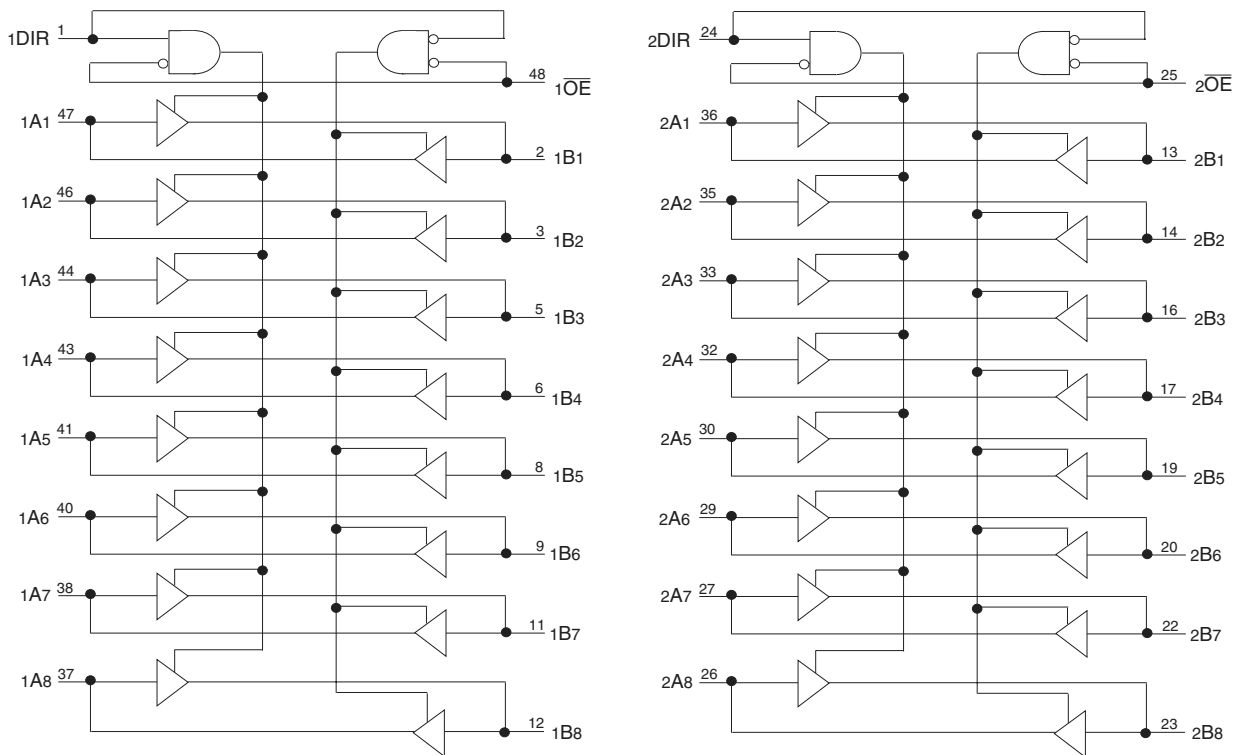 1DIR 1
48 1OE
1A1 47
2 1B1
1A2 46
3 1B2
1A3 44
5 1B3
1A4 43
6 1B4
1A5 41
8 1B5
1A6 40
9 1B6
1A7 38
11 1B7
1A8 37
12 1B8
2DIR 24
25 2OE
2A1 36
13 2B1
2A2 35
14 2B2
2A3 33
16 2B3
2A4 32
17 2B4
2A5 30
19 2B5
2A6 29
20 2B6
2A7 27
22 2B7
2A8 26
23 2B8